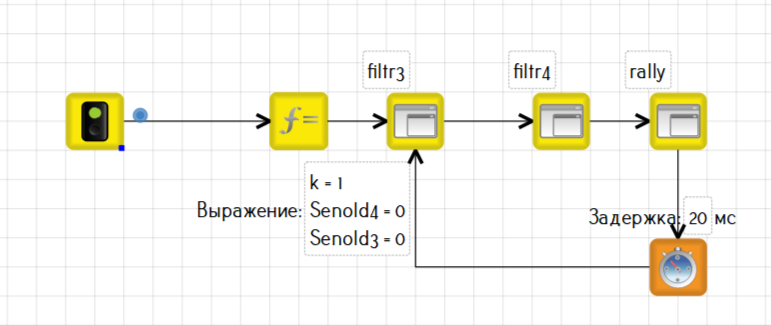 filtr3
filtr4
rally
f=
k = 1
Выражение: Senold4 = 0
Senold3 = 0
Задержка: 20 мс